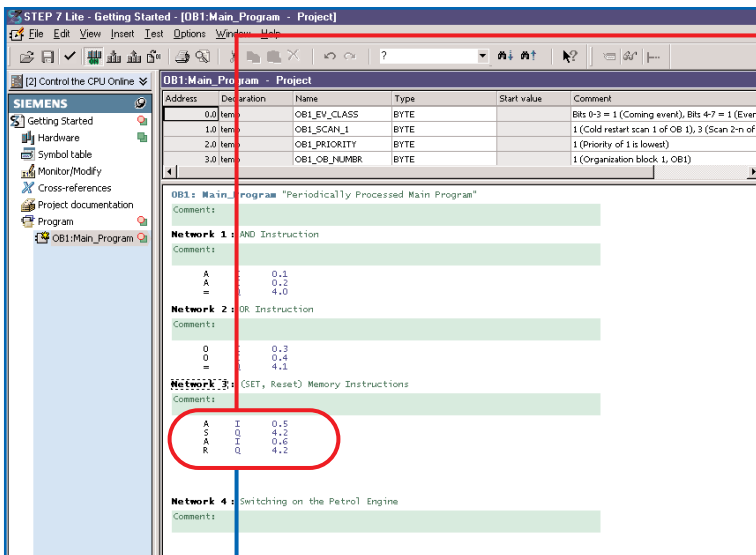 STEP 7 Lite - Getting Started - [OB1:Main_Program - Project]
File Edit View Insert Test Options Window Help
?
[2] Control the CPU Online
OB1:Main_Program - Project
SIEMENS
Getting Started
Hardware
Symbol table
Monitor/Modify
Cross-references
Project documentation
Program
OB1:Main_Program
Address Declaration Name Type Start value Comment
0.0 temp OB1_EV_CLASS BYTE Bits 0-3 = 1 (Coming event), Bits 4-7 = 1 (Even
1.0 temp OB1_SCAN_1 BYTE 1 (Cold restart scan 1 of OB 1), 3 (Scan 2-n of
2.0 temp OB1_PRIORITY BYTE 1 (Priority of 1 is lowest)
3.0 temp OB1_OB_NUMBR BYTE 1 (Organization block 1, OB1)
OB1: Main_Program "Periodically Processed Main Program"
Comment:
Network 1 : AND Instruction
Comment:
A I 0.1
A I 0.2
= Q 4.0
Network 2 : OR Instruction
Comment:
O I 0.3
O I 0.4
= Q 4.1
Network 3 : (SET, Reset) Memory Instructions
Comment:
A I 0.5
S Q 4.2
A I 0.6
R Q 4.2
Network 4 : Switching on the Petrol Engine
Comment: